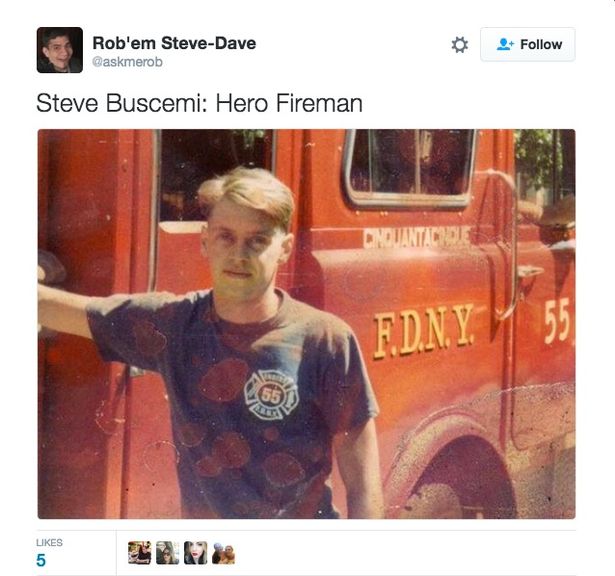 Rob'em Steve-Dave
@askmerob
Follow
Steve Buscemi: Hero Fireman
CINQUANTACINQUE
F.D.N.Y.
55
55
LIKES
5